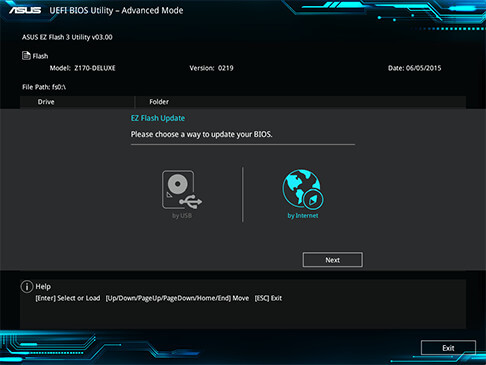 ASUS UEFI BIOS Utility – Advanced Mode
ASUS EZ Flash 3 Utility v03.00
Flash
Model: Z170-DELUXE Version: 0219 Date: 06/05/2015
File Path: fs0:\
Drive Folder
EZ Flash Update
Please choose a way to update your BIOS.
by USB by Internet
Next
Help
[Enter] Select or Load [Up/Down/PageUp/PageDown/Home/End] Move [ESC] Exit
Exit